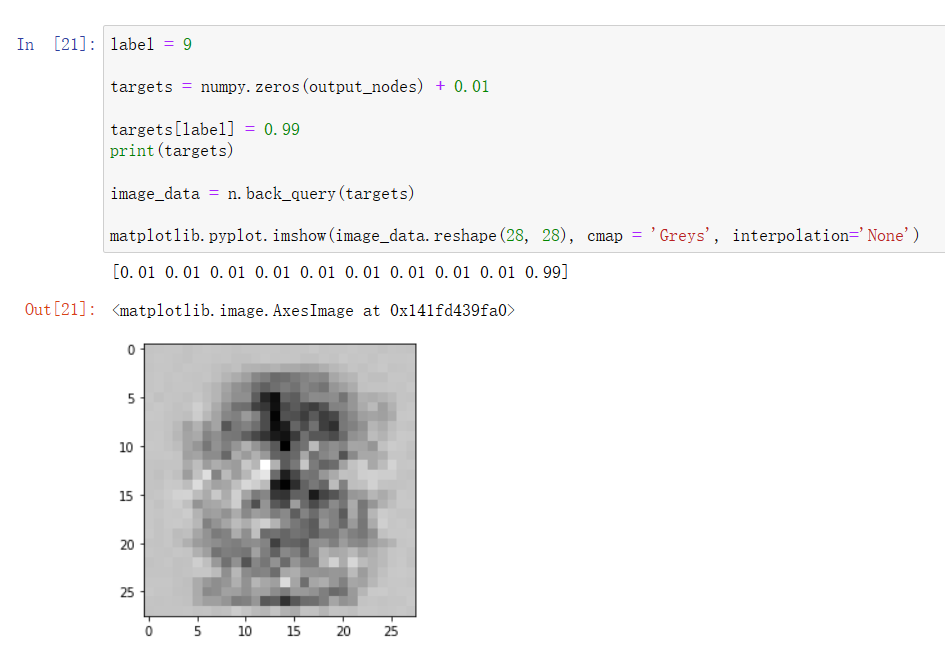 In [21]: label = 9
targets = numpy.zeros(output_nodes) + 0.01
targets[label] = 0.99
print(targets)
image_data = n.back_query(targets)
matplotlib.pyplot.imshow(image_data.reshape(28, 28), cmap = 'Greys', interpolation='None')
[0.01 0.01 0.01 0.01 0.01 0.01 0.01 0.01 0.01 0.99]
Out[21]: <matplotlib.image.AxesImage at 0x141fd439fa0>
0
5
10
15
20
25
0 5 10 15 20 25